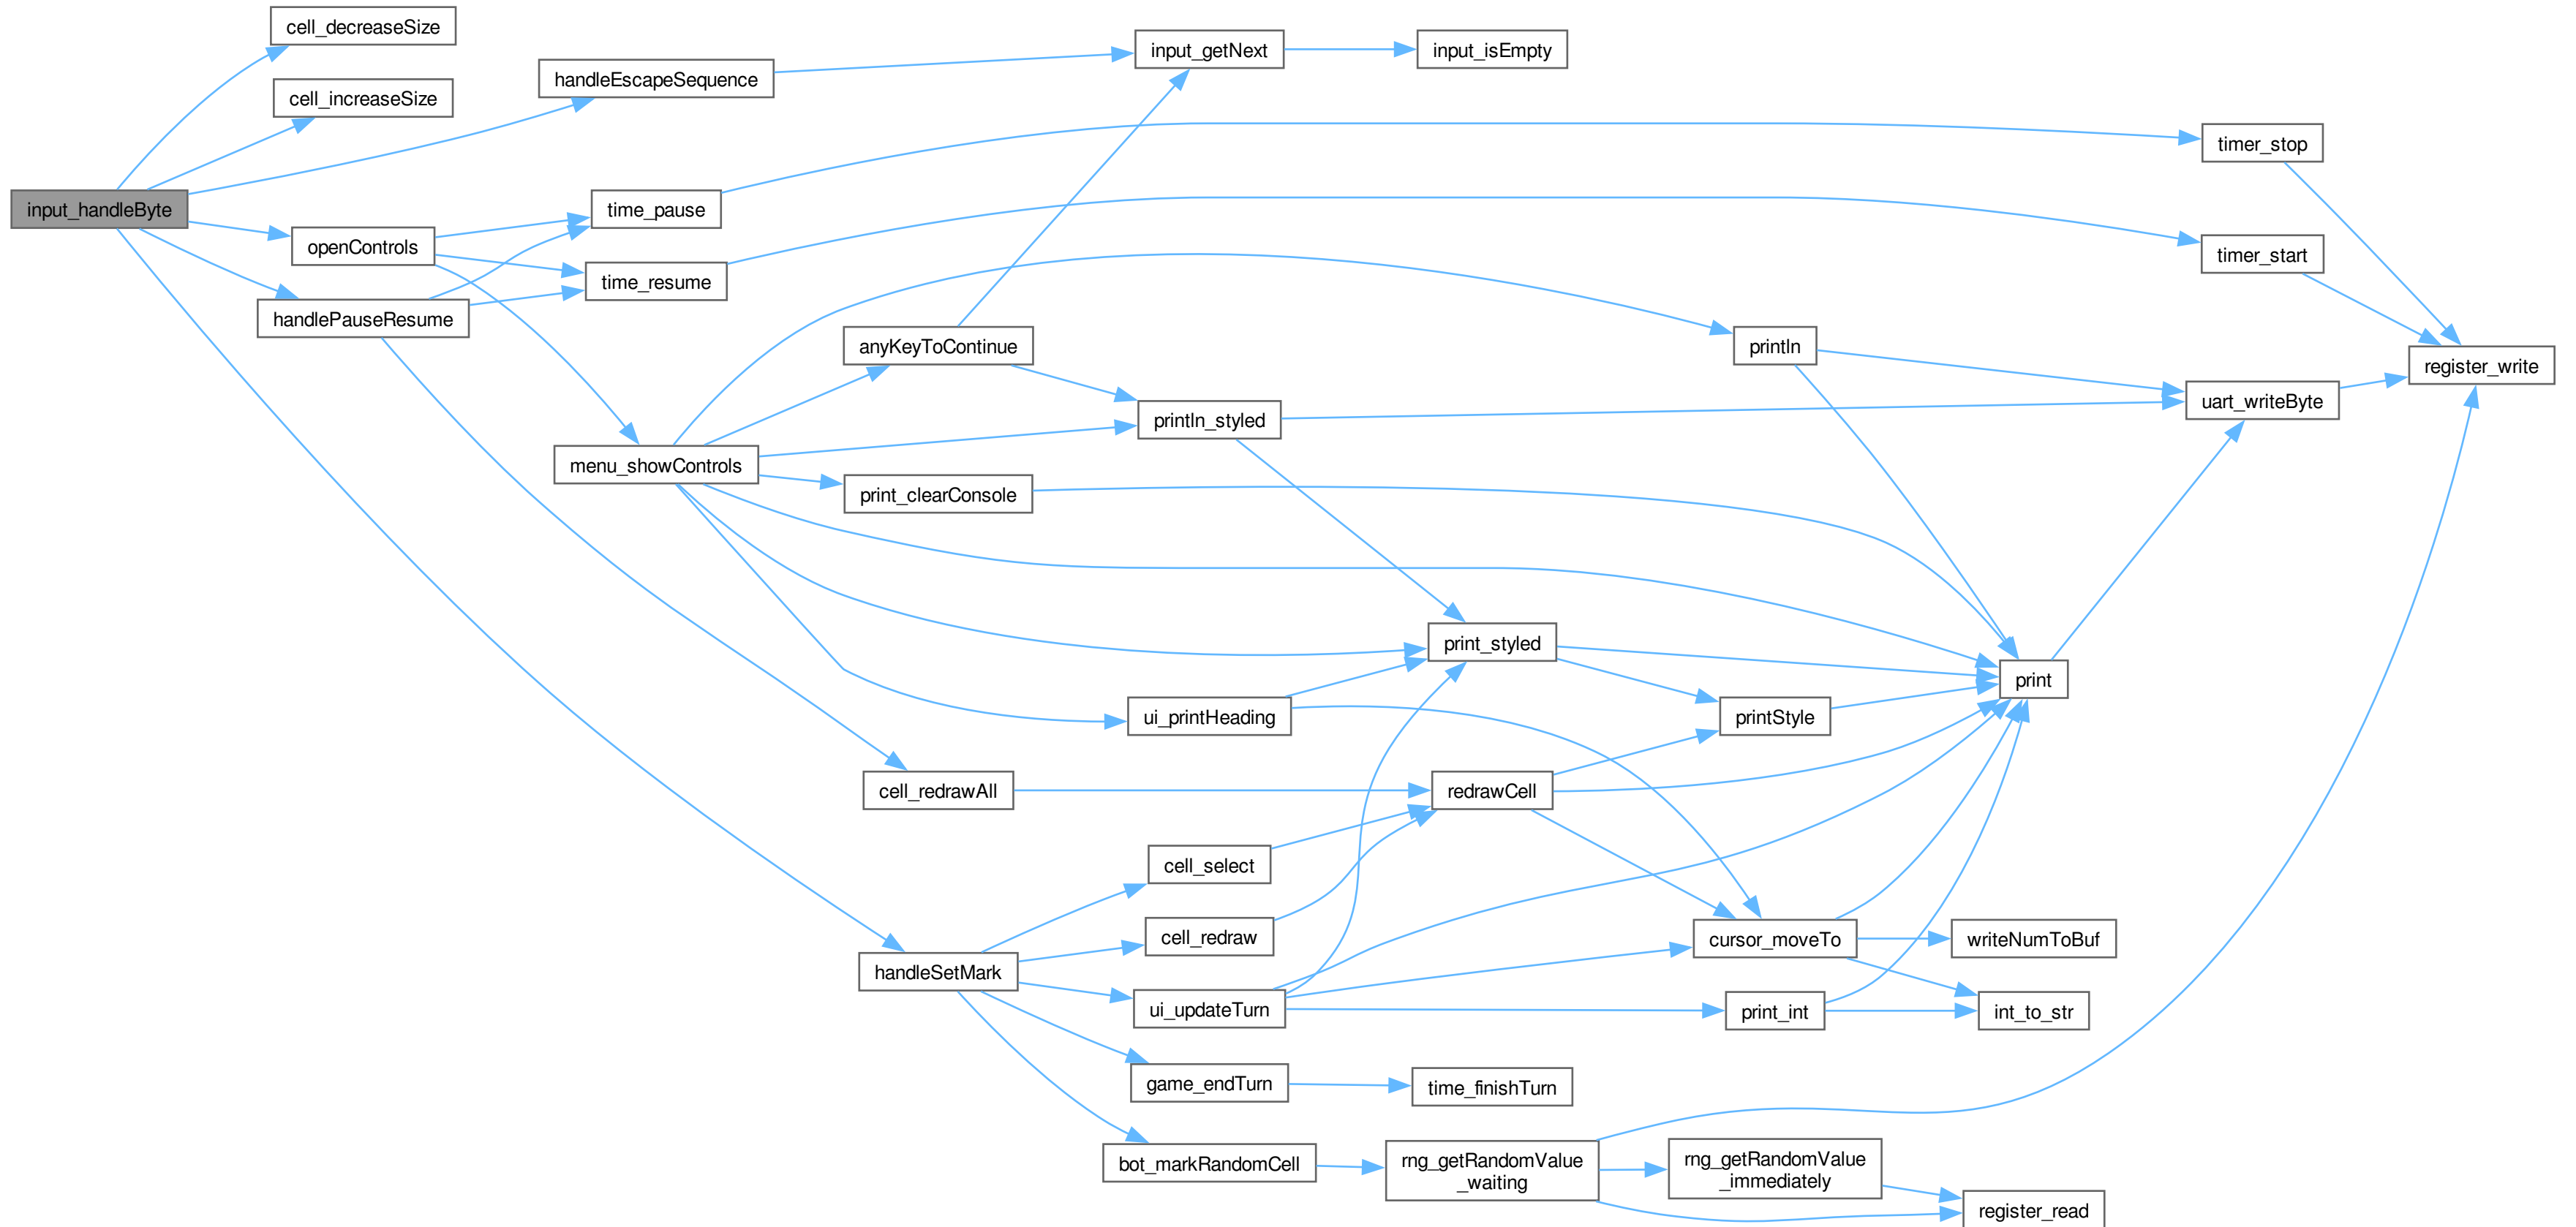 cell_decreaseSize
cell_increaseSize
handleEscapeSequence
input_getNext
input_isEmpty
timer_stop
input_handleByte
time_pause
openControls
timer_start
time_resume
handlePauseResume
anyKeyToContinue
println
register_write
uart_writeByte
println_styled
menu_showControls
print_clearConsole
print_styled
print
ui_printHeading
printStyle
cell_redrawAll
redrawCell
cell_select
cell_redraw
cursor_moveTo
writeNumToBuf
handleSetMark
ui_updateTurn
print_int
int_to_str
game_endTurn
time_finishTurn
bot_markRandomCell
rng_getRandomValue
_waiting
rng_getRandomValue
_immediately
register_read